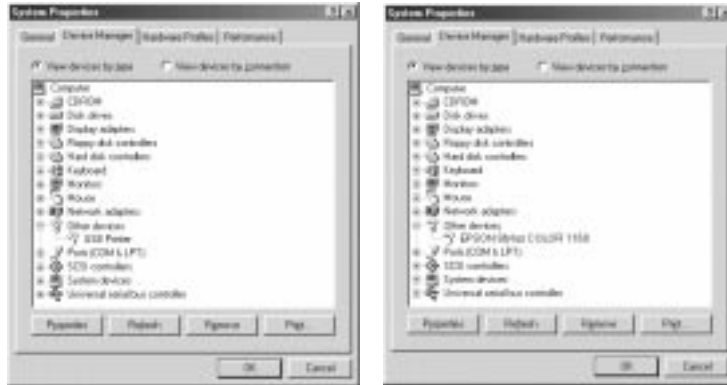 System Properties
General Device Manager Hardware Profiles Performance
View devices by type View devices by connection
Computer
CDROM
Disk drives
Display adapters
Floppy disk controllers
Hard disk controllers
Keyboard
Monitors
Mouse
Network adapters
Other devices
USB Printer
Ports (COM & LPT)
SCSI controllers
System devices
Universal serial bus controller
Properties Refresh Remove Print...
OK Cancel
System Properties
General Device Manager Hardware Profiles Performance
View devices by type View devices by connection
Computer
CDROM
Disk drives
Display adapters
Floppy disk controllers
Hard disk controllers
Keyboard
Monitors
Mouse
Network adapters
Other devices
EPSON Stylus COLOR 1160
Ports (COM & LPT)
SCSI controllers
System devices
Universal serial bus controller
Properties Refresh Remove Print...
OK Cancel